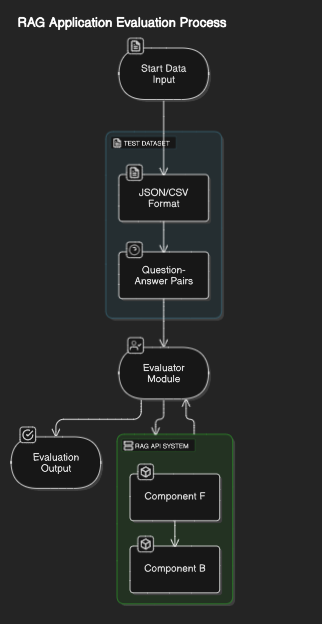 RAG Application Evaluation Process
Start Data
Input
TEST DATASET
JSON/CSV
Format
Question-
Answer Pairs
Evaluator
Module
Evaluation
Output
RAG API SYSTEM
Component F
Component B